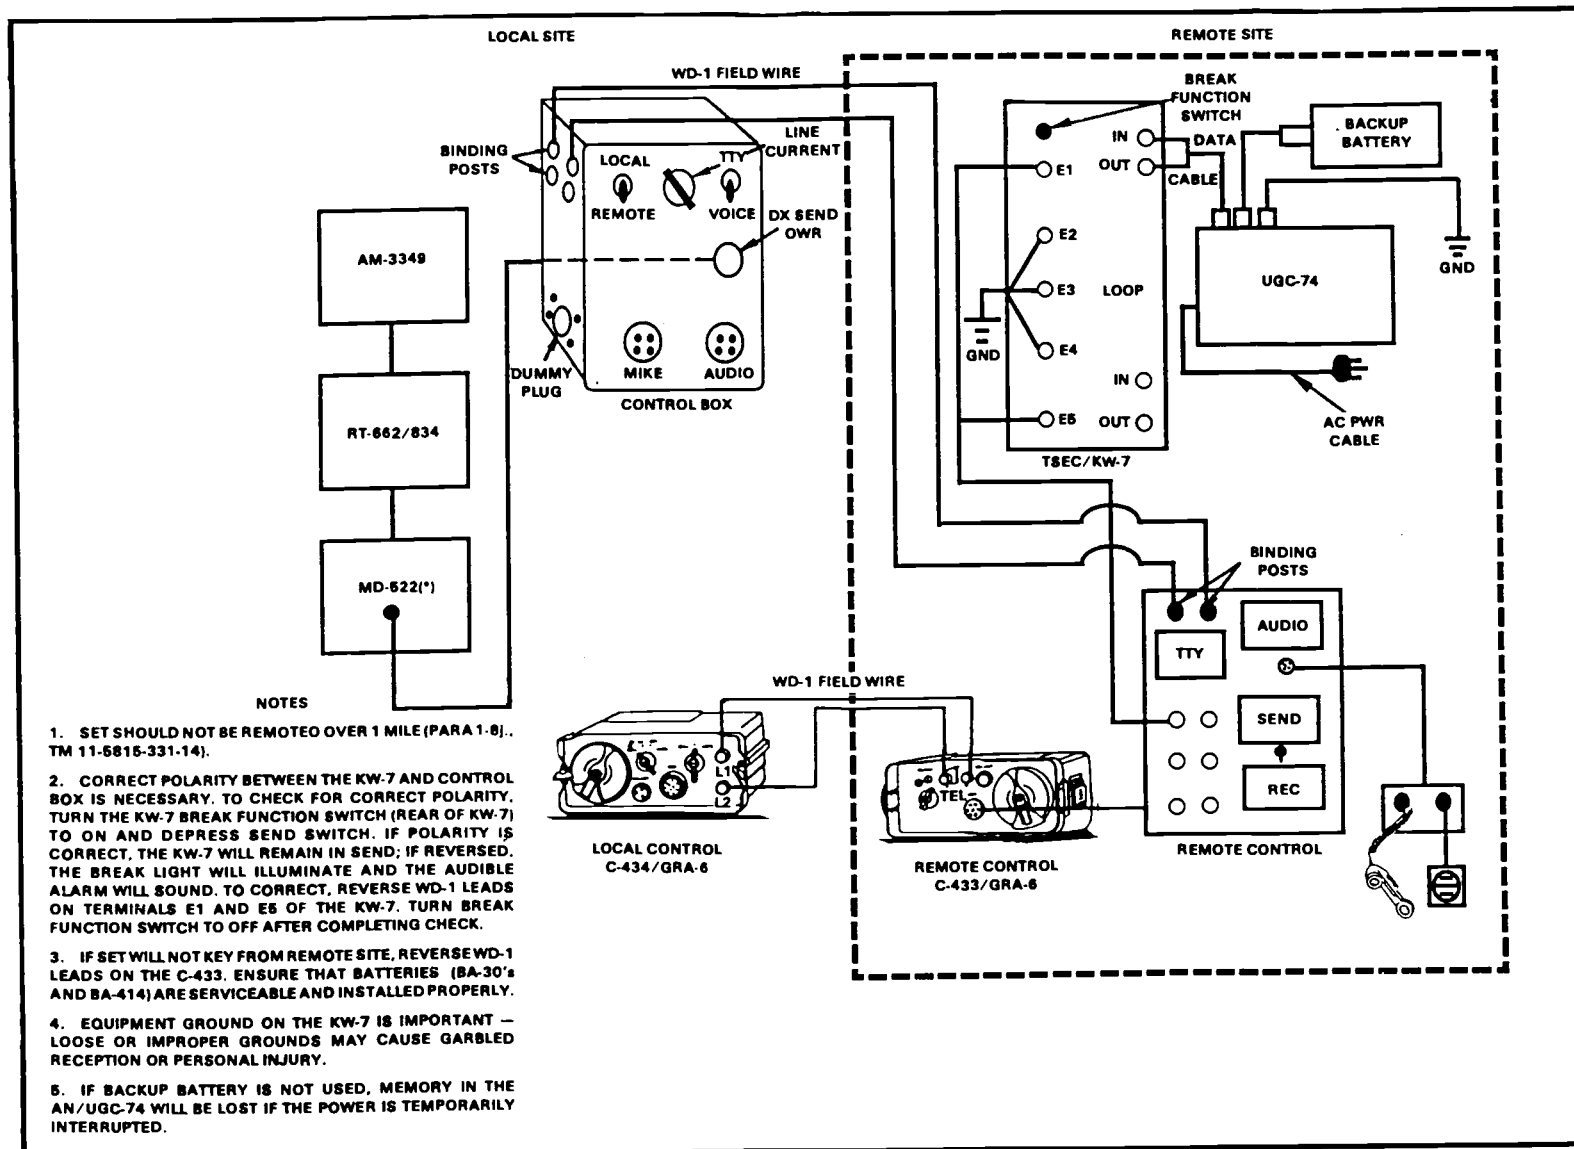 LOCAL SITE
REMOTE SITE
WD-1 FIELD WIRE
BREAK
FUNCTION
SWITCH
BACKUP
BATTERY
BINDING
POSTS
LOCAL
REMOTE
LINE
CURRENT
TTY
VOICE
DX SEND
OWR
MIKE
AUDIO
DUMMY
PLUG
CONTROL BOX
AM-3349
RT-662/834
MD-522(*)
E1
E2
E3
E4
E5
IN
OUT
LOOP
IN
OUT
GND
TSEC/KW-7
DATA
CABLE
UGC-74
GND
AC PWR
CABLE
BINDING
POSTS
TTY
AUDIO
SEND
REC
REMOTE CONTROL
WD-1 FIELD WIRE
L1
L2
LOCAL CONTROL
C-434/GRA-6
TEL
REMOTE CONTROL
C-433/GRA-6
NOTES
1. SET SHOULD NOT BE REMOTED OVER 1 MILE (PARA 1-8j.,
TM 11-5815-331-14).
2. CORRECT POLARITY BETWEEN THE KW-7 AND CONTROL
BOX IS NECESSARY. TO CHECK FOR CORRECT POLARITY,
TURN THE KW-7 BREAK FUNCTION SWITCH (REAR OF KW-7)
TO ON AND DEPRESS SEND SWITCH. IF POLARITY IS
CORRECT, THE KW-7 WILL REMAIN IN SEND; IF REVERSED,
THE BREAK LIGHT WILL ILLUMINATE AND THE AUDIBLE
ALARM WILL SOUND. TO CORRECT, REVERSE WD-1 LEADS
ON TERMINALS E1 AND E5 OF THE KW-7. TURN BREAK
FUNCTION SWITCH TO OFF AFTER COMPLETING CHECK.
3. IF SET WILL NOT KEY FROM REMOTE SITE, REVERSE WD-1
LEADS ON THE C-433. ENSURE THAT BATTERIES (BA-30's
AND BA-414) ARE SERVICEABLE AND INSTALLED PROPERLY.
4. EQUIPMENT GROUND ON THE KW-7 IS IMPORTANT —
LOOSE OR IMPROPER GROUNDS MAY CAUSE GARBLED
RECEPTION OR PERSONAL INJURY.
5. IF BACKUP BATTERY IS NOT USED, MEMORY IN THE
AN/UGC-74 WILL BE LOST IF THE POWER IS TEMPORARILY
INTERRUPTED.